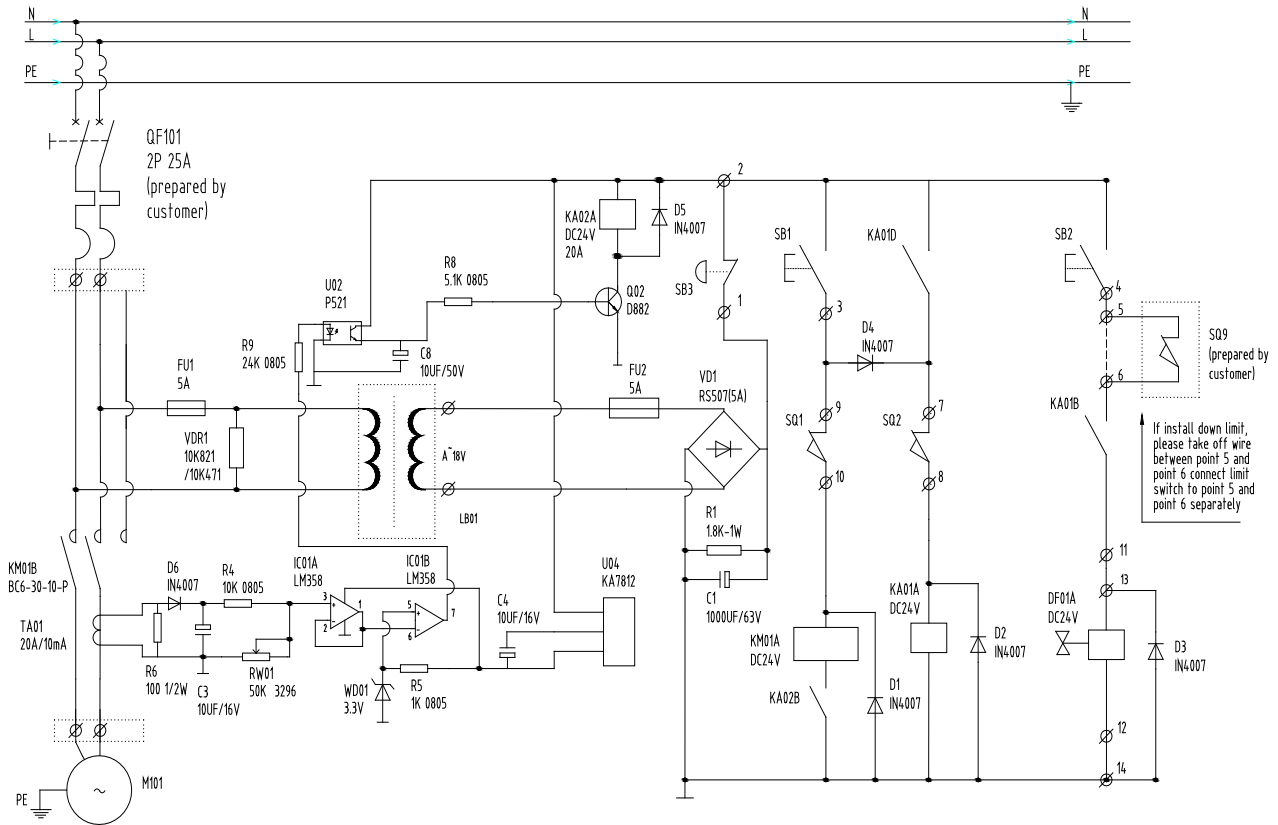 N
N
L
L
PE
PE
QF101
2P 25A
(prepared by
customer)
2
KA02A
DC24V
20A
D5
IN4007
SB1
KA01D
SB2
R8
5.1K 0805
U02
P521
Q02
D882
SB3
1
3
4
5
D4
IN4007
SQ9
(prepared by
customer)
R9
24K 0805
C8
10UF/50V
FU1
5A
FU2
5A
VD1
RS507(5A)
6
KA01B
VDR1
10K821
/10K471
A~18V
LB01
SQ1
9
10
SQ2
7
8
If install down limit,
please take off wire
between point 5 and
point 6 connect limit
switch to point 5 and
point 6 separately
R1
1.8K-1W
C1
1000UF/63V
11
13
KM01B
BC6-30-10-P
D6
IN4007
R4
10K 0805
IC01A
LM358
IC01B
LM358
3
2
1
5
6
7
C4
10UF/16V
U04
KA7812
KA01A
DC24V
DF01A
DC24V
TA01
20A/10mA
R6
100 1/2W
C3
10UF/16V
RW01
50K 3296
WD01
3.3V
R5
1K 0805
KM01A
DC24V
KA02B
D1
IN4007
D2
IN4007
D3
IN4007
12
14
M101
~
PE